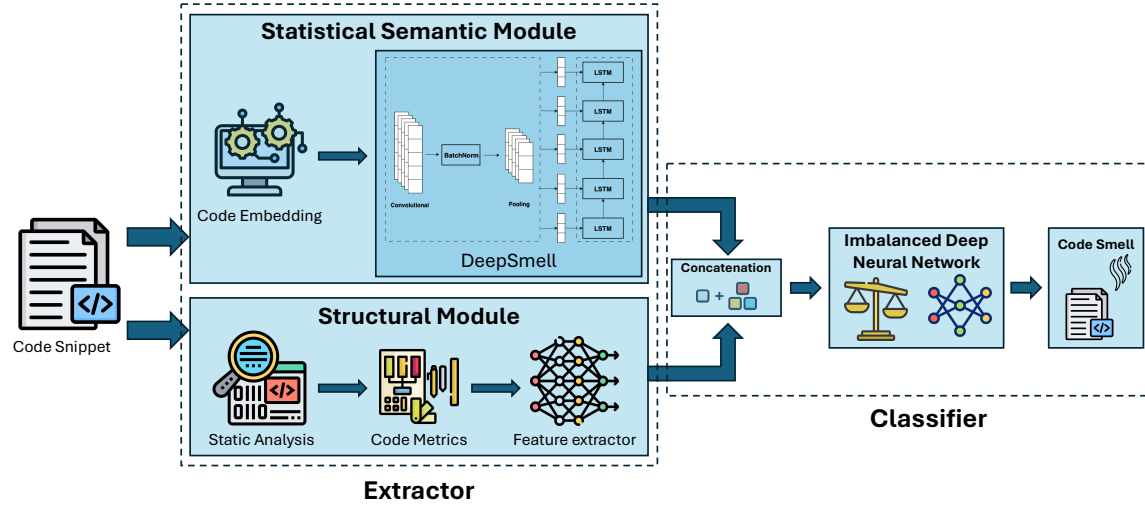 Statistical Semantic Module
Code Embedding
Convolutional
BatchNorm
Pooling
LSTM
LSTM
LSTM
LSTM
LSTM
DeepSmell
</>
Code Snippet
Structural Module
</>
Static Analysis
Code Metrics
Feature extractor
Extractor
Concatenation
+
Imbalanced Deep
Neural Network
Code Smell
</>
Classifier